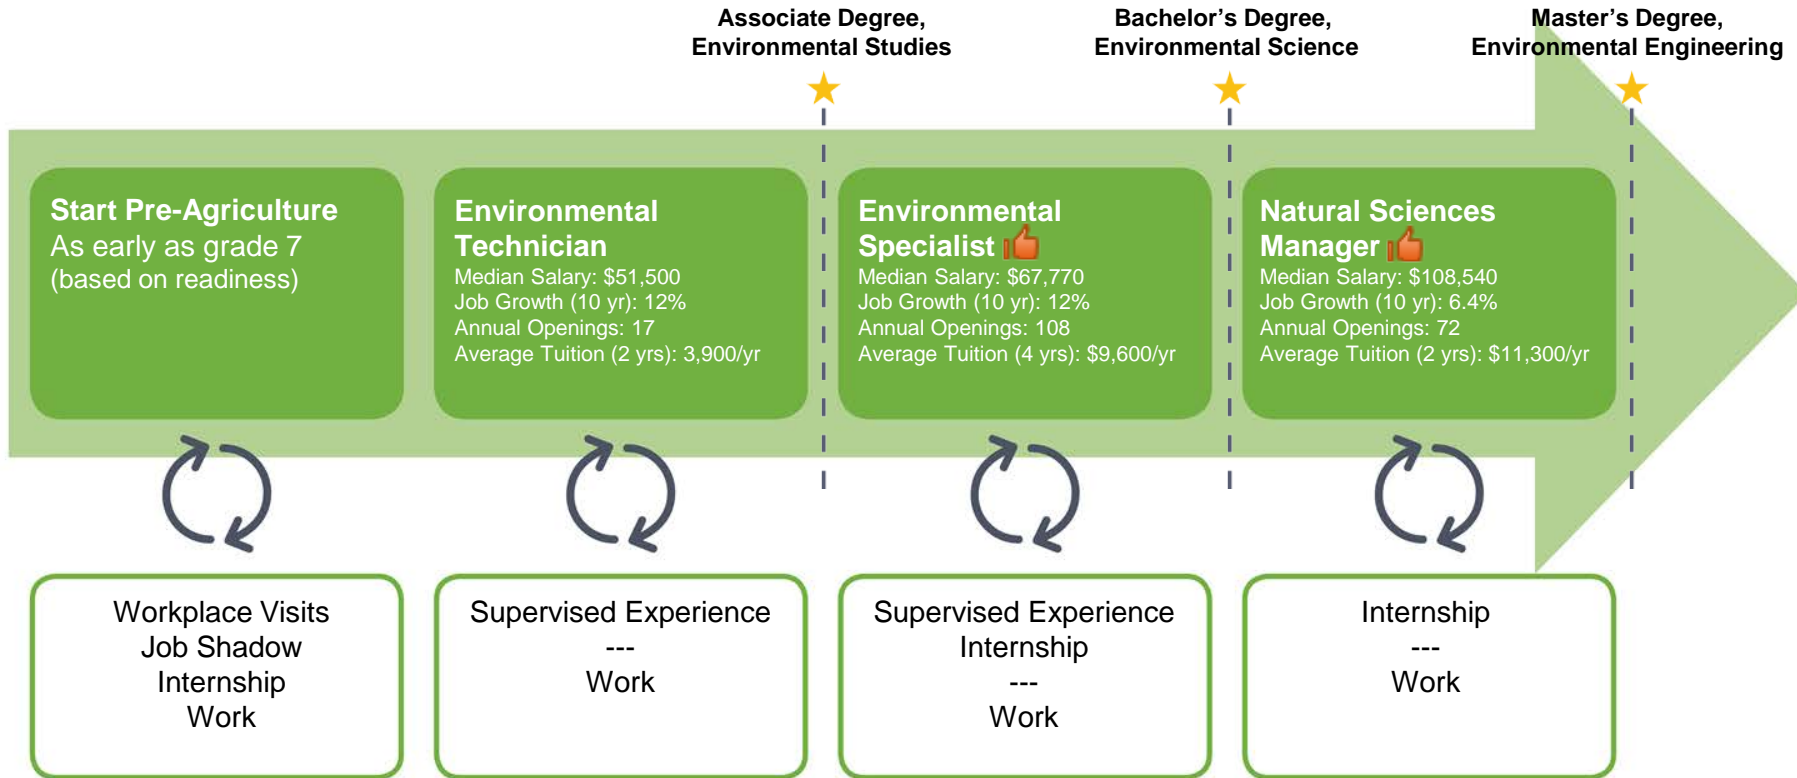 Associate Degree,
Environmental Studies
Bachelor’s Degree,
Environmental Science
Master’s Degree,
Environmental Engineering
Start Pre-Agriculture
As early as grade 7
(based on readiness)
Environmental
Technician
Median Salary: $51,500
Job Growth (10 yr): 12%
Annual Openings: 17
Average Tuition (2 yrs): 3,900/yr
Environmental
Specialist
Median Salary: $67,770
Job Growth (10 yr): 12%
Annual Openings: 108
Average Tuition (4 yrs): $9,600/yr
Natural Sciences
Manager
Median Salary: $108,540
Job Growth (10 yr): 6.4%
Annual Openings: 72
Average Tuition (2 yrs): $11,300/yr
Workplace Visits
Job Shadow
Internship
Work
Supervised Experience
---
Work
Supervised Experience
Internship
---
Work
Internship
---
Work